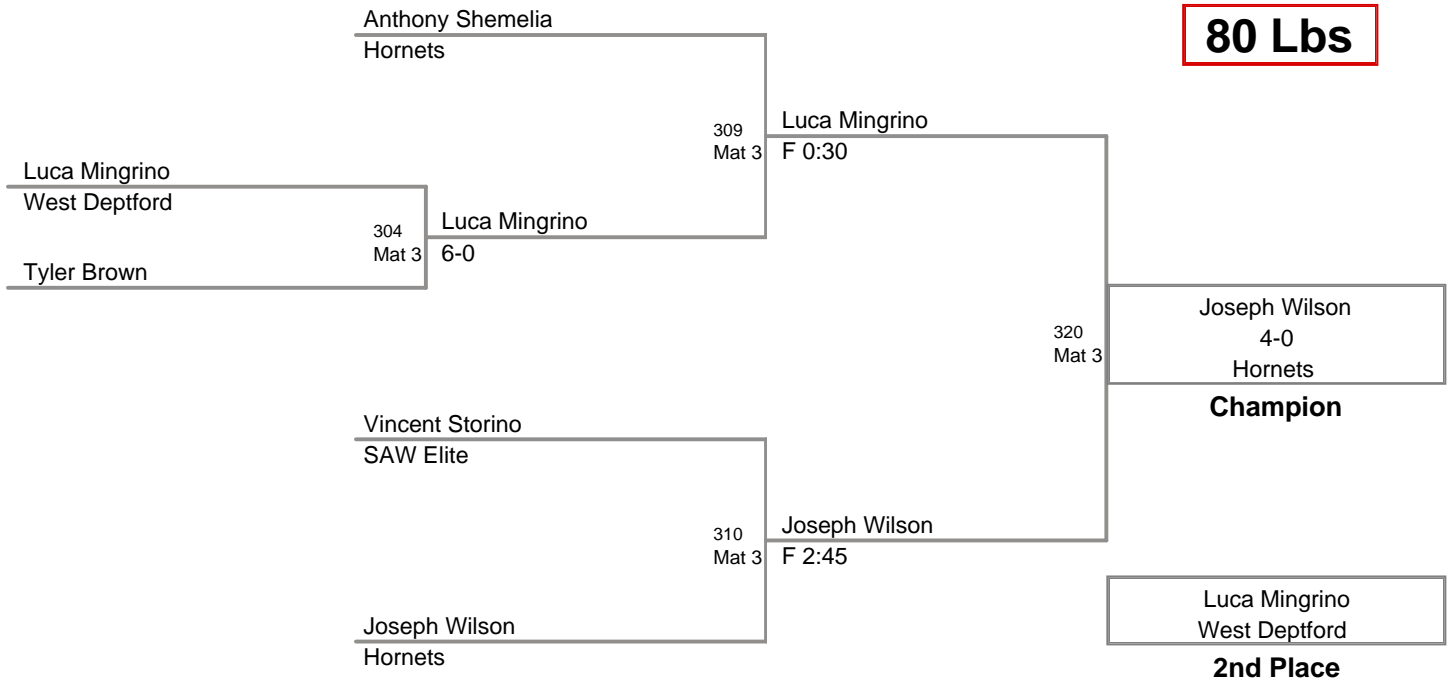 Anthony Shemelia
Hornets
80 Lbs
309
Mat 3
Luca Mingrino
F 0:30
Luca Mingrino
West Deptford
304
Mat 3
Luca Mingrino
6-0
Tyler Brown
320
Mat 3
Joseph Wilson
4-0
Hornets
Champion
Vincent Storino
SAW Elite
310
Mat 3
Joseph Wilson
F 2:45
Joseph Wilson
Hornets
Luca Mingrino
West Deptford
2nd Place